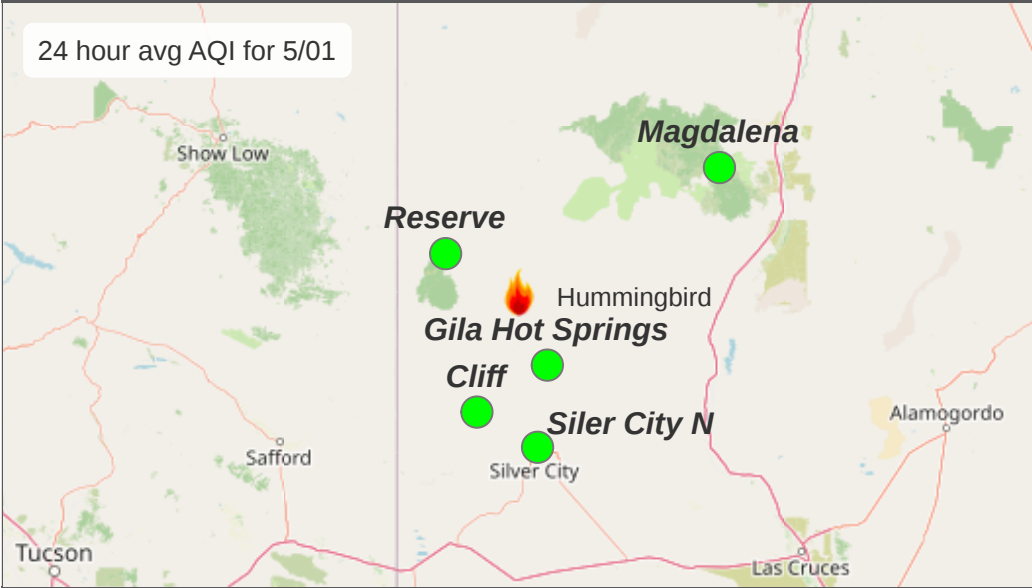 24 hour avg AQI for 5/01
Magdalena
Show Low
Reserve
Hummingbird
Gila Hot Springs
Cliff
Siler City N
Alamogordo
Safford
Silver City
Tucson
Las Cruces